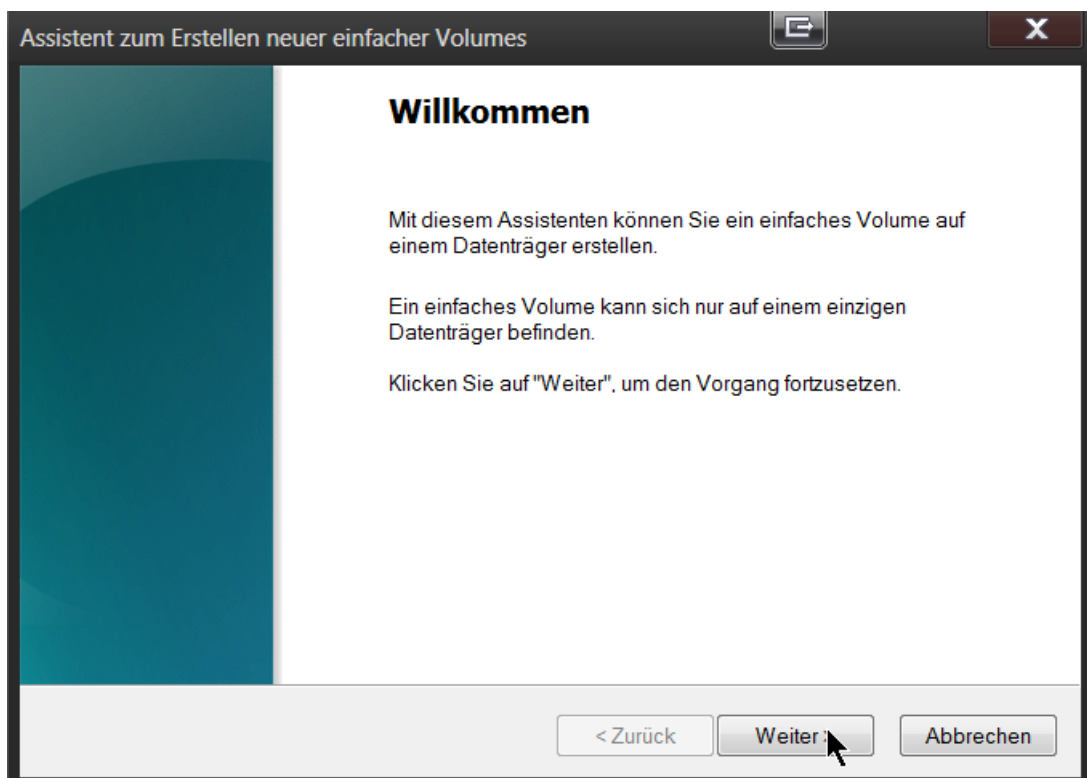 Assistent zum Erstellen neuer einfacher Volumes
X
Willkommen
Mit diesem Assistenten können Sie ein einfaches Volume auf
einem Datenträger erstellen.
Ein einfaches Volume kann sich nur auf einem einzigen
Datenträger befinden.
Klicken Sie auf "Weiter", um den Vorgang fortzusetzen.
< Zurück
Weiter >
Abbrechen